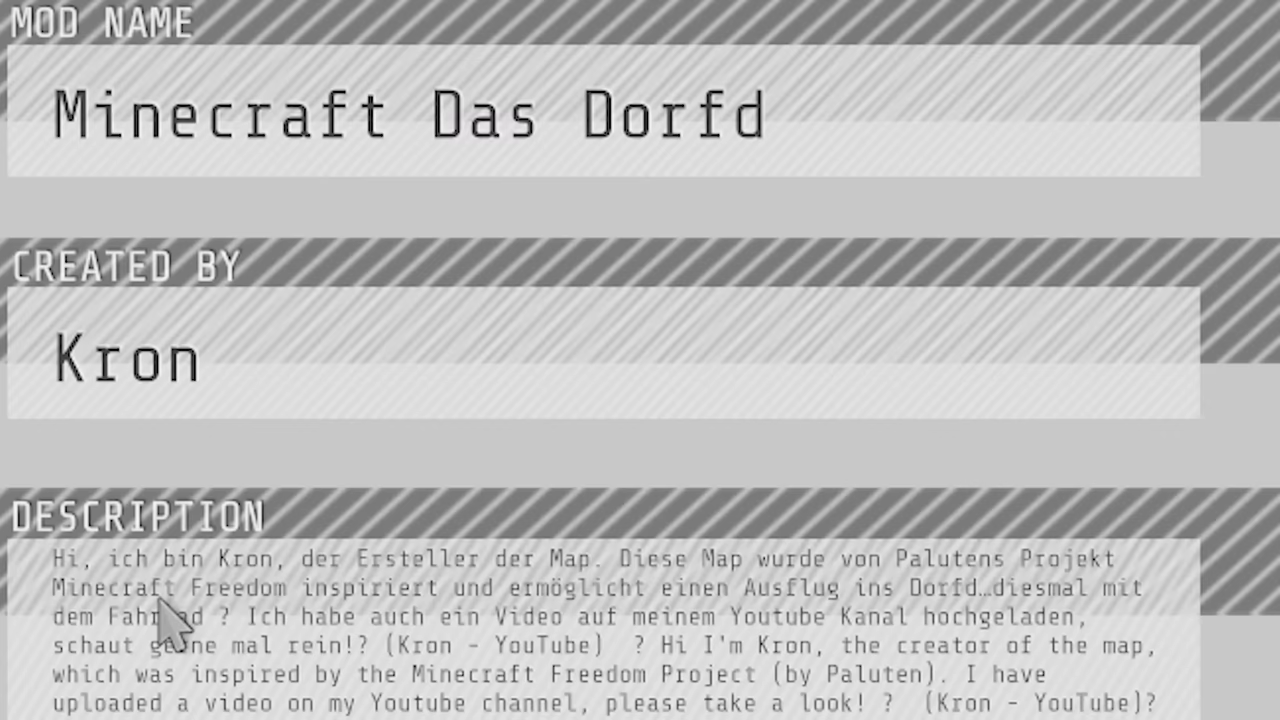 MOD NAME
Minecraft Das Dorfd
CREATED BY
Kron
DESCRIPTION
Hi, ich bin Kron, der Ersteller der Map. Diese Map wurde von Palutens Projekt
Minecraft Freedom inspiriert und ermöglicht einen Ausflug ins Dorfd…diesmal mit
dem Fahrrad ? Ich habe auch ein Video auf meinem Youtube Kanal hochgeladen,
schaut gerne mal rein!? (Kron - YouTube)  ? Hi I'm Kron, the creator of the map,
which was inspired by the Minecraft Freedom Project (by Paluten). I have
uploaded a video on my Youtube channel, please take a look! ?  (Kron - YouTube)?